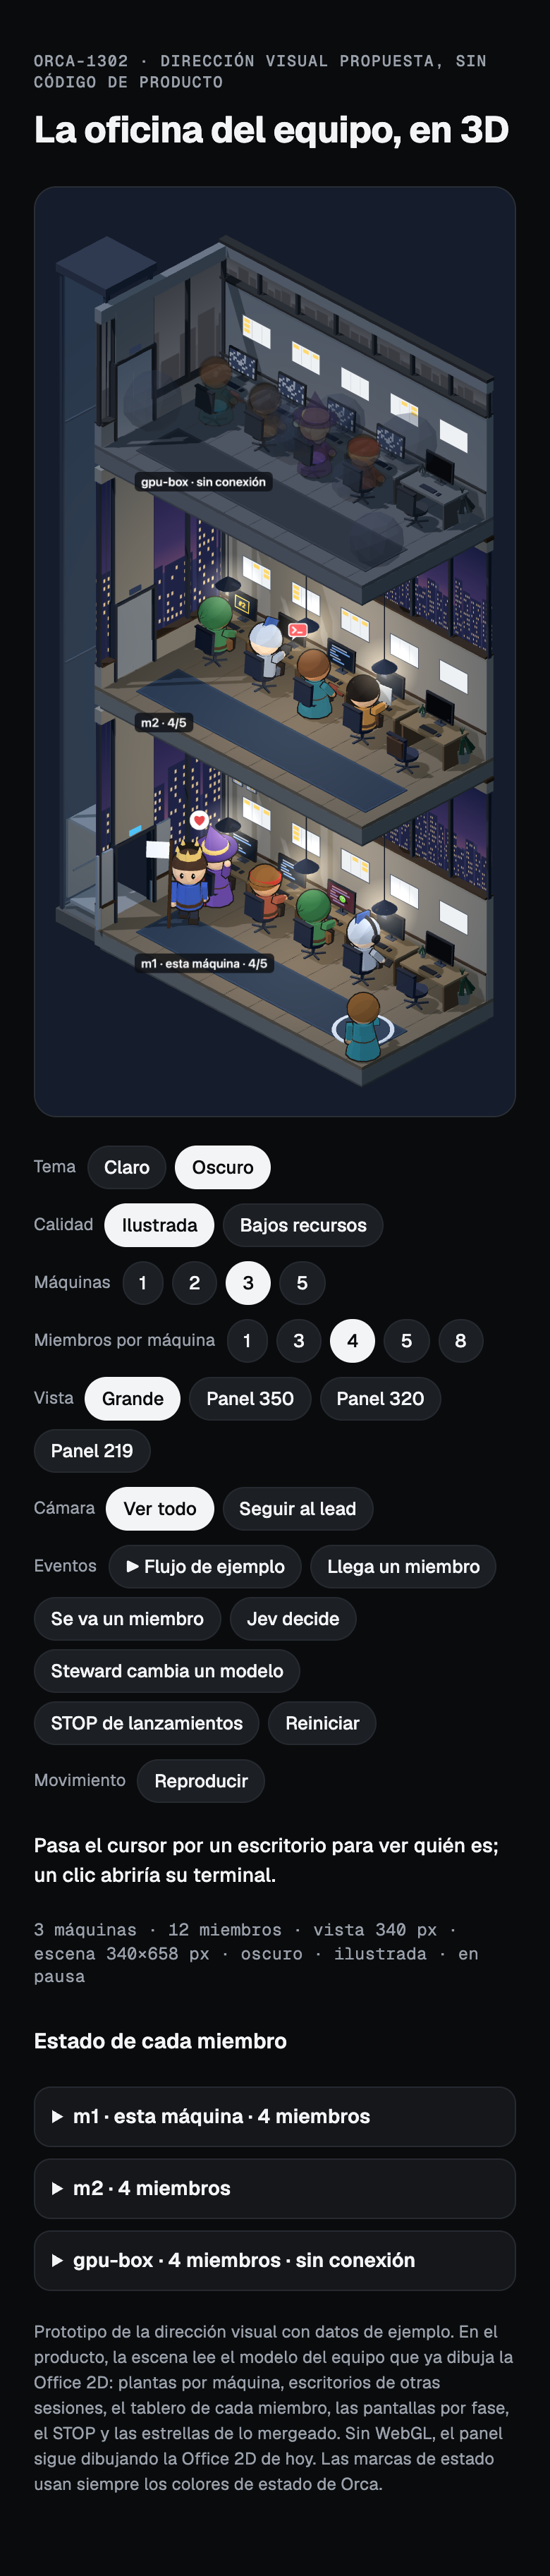 ORCA-1302 · DIRECCIÓN VISUAL PROPUESTA, SIN
CÓDIGO DE PRODUCTO
La oficina del equipo, en 3D
gpu-box · sin conexión
m2 · 4/5
m1 · esta máquina · 4/5
Tema Claro Oscuro
Calidad Ilustrada Bajos recursos
Máquinas 1 2 3 5
Miembros por máquina 1 3 4 5 8
Vista Grande Panel 350 Panel 320
Panel 219
Cámara Ver todo Seguir al lead
Eventos ▶ Flujo de ejemplo Llega un miembro
Se va un miembro Jev decide
Steward cambia un modelo
STOP de lanzamientos Reiniciar
Movimiento Reproducir
Pasa el cursor por un escritorio para ver quién es;
un clic abriría su terminal.
3 máquinas · 12 miembros · vista 340 px ·
escena 340×658 px · oscuro · ilustrada · en
pausa
Estado de cada miembro
▶ m1 · esta máquina · 4 miembros
▶ m2 · 4 miembros
▶ gpu-box · 4 miembros · sin conexión
Prototipo de la dirección visual con datos de ejemplo. En el
producto, la escena lee el modelo del equipo que ya dibuja la
Office 2D: plantas por máquina, escritorios de otras
sesiones, el tablero de cada miembro, las pantallas por fase,
el STOP y las estrellas de lo mergeado. Sin WebGL, el panel
sigue dibujando la Office 2D de hoy. Las marcas de estado
usan siempre los colores de estado de Orca.